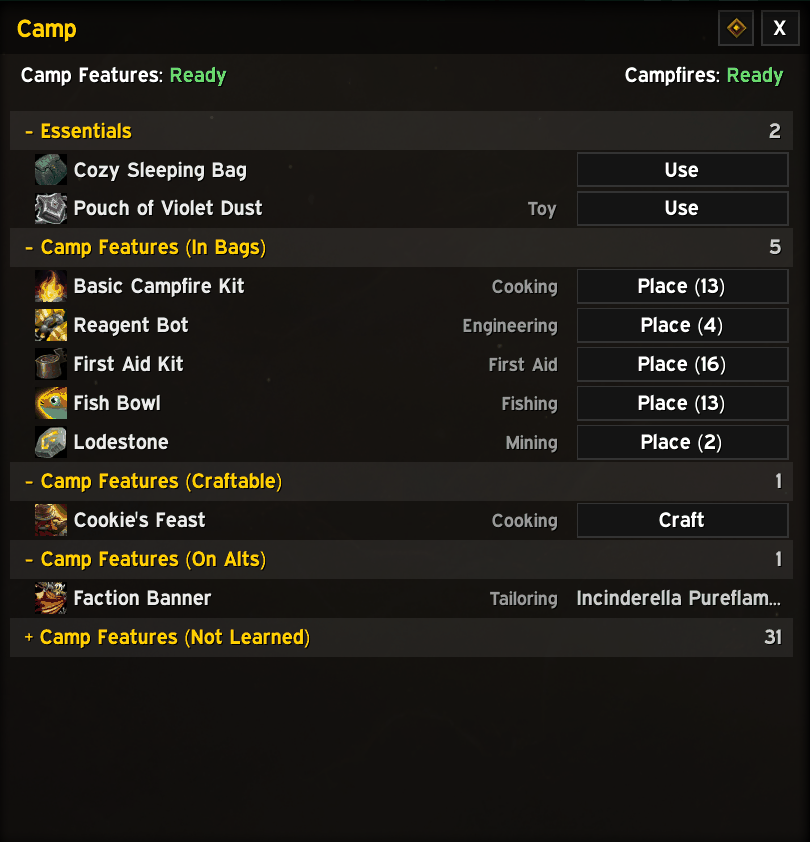 Camp
X
Camp Features: Ready Campfires: Ready
- Essentials 2
Cozy Sleeping Bag Use
Pouch of Violet Dust Toy Use
- Camp Features (In Bags) 5
Basic Campfire Kit Cooking Place (13)
Reagent Bot Engineering Place (4)
First Aid Kit First Aid Place (16)
Fish Bowl Fishing Place (13)
Lodestone Mining Place (2)
- Camp Features (Craftable) 1
Cookie's Feast Cooking Craft
- Camp Features (On Alts) 1
Faction Banner Tailoring Incinderella Pureflam...
+ Camp Features (Not Learned) 31